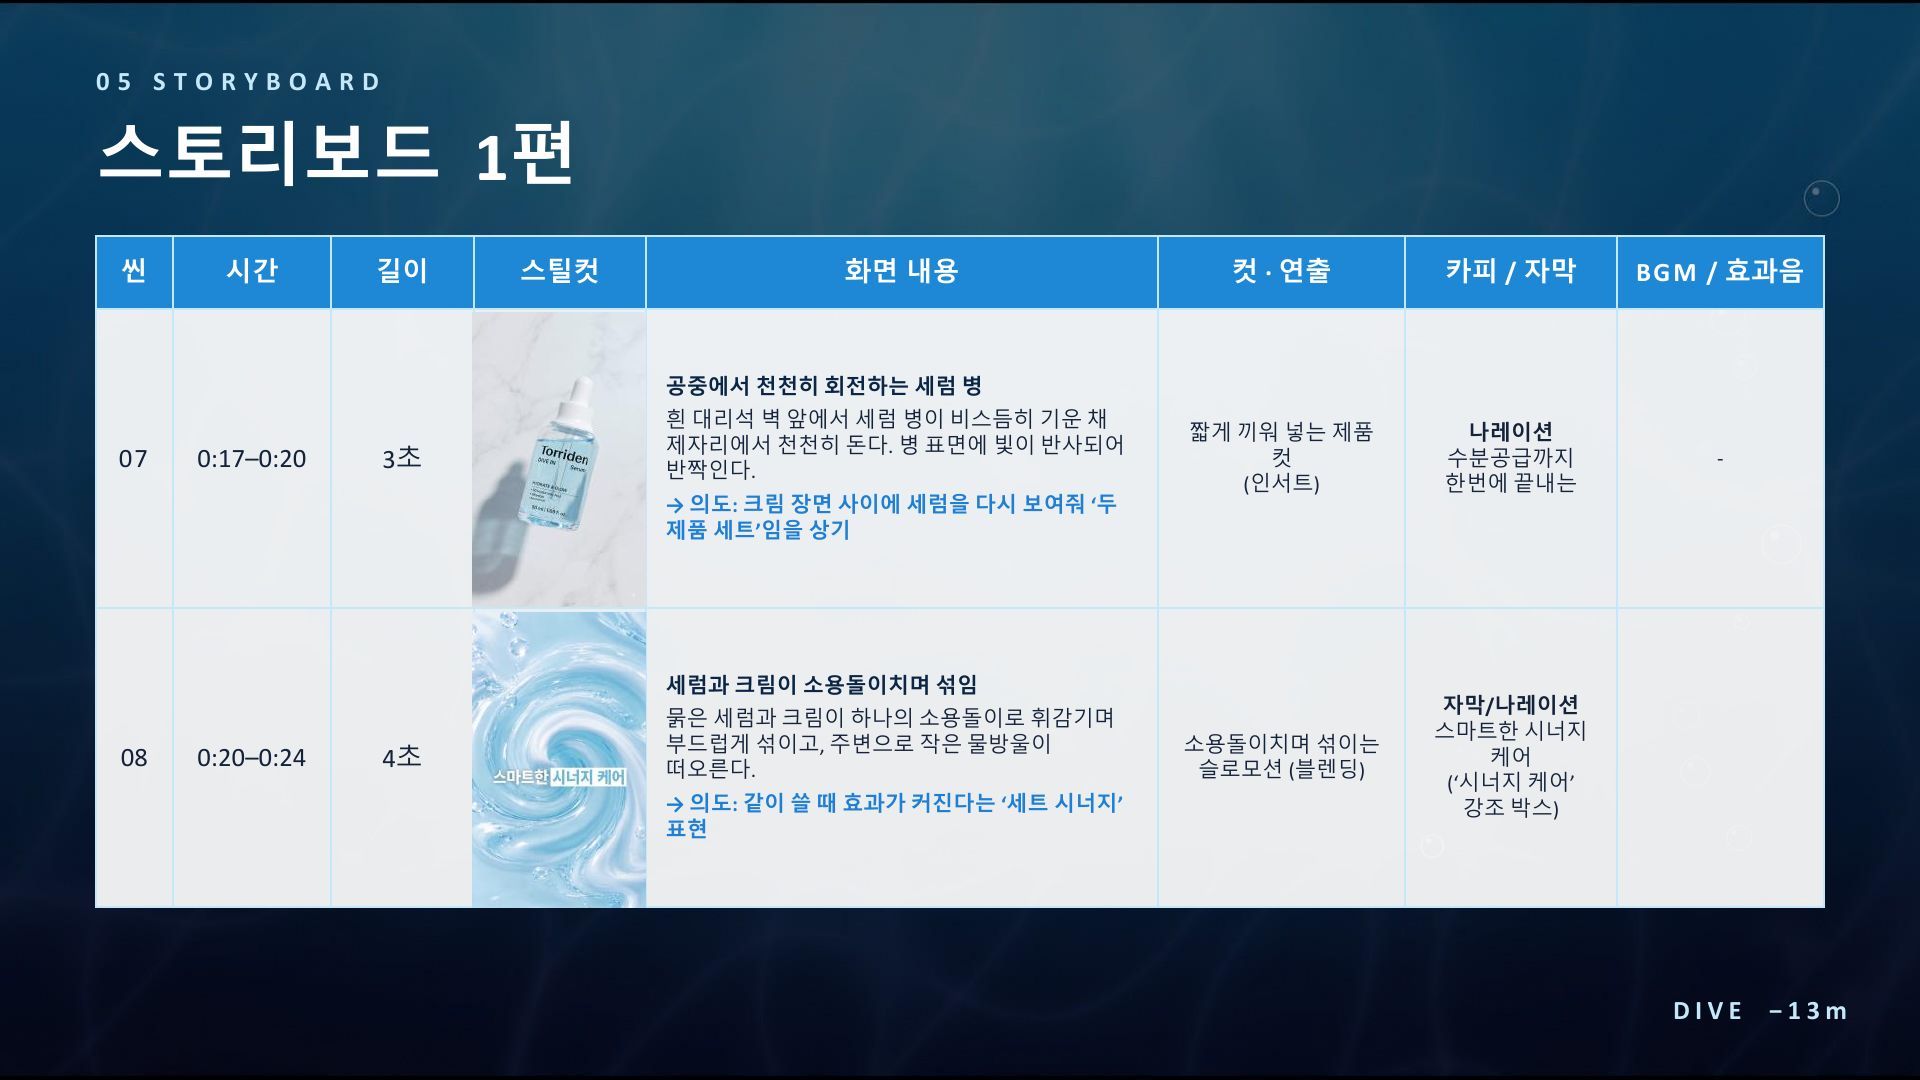 05 STORYBOARD
스토리보드 1편
씬
시간
길이
스틸컷
화면 내용
컷 · 연출
카피 / 자막
BGM / 효과음
07
0:17–0:20
3초
Torriden
DIVE IN
Serum
공중에서 천천히 회전하는 세럼 병
흰 대리석 벽 앞에서 세럼 병이 비스듬히 기운 채
제자리에서 천천히 돈다. 병 표면에 빛이 반사되어
반짝인다.
→ 의도: 크림 장면 사이에 세럼을 다시 보여줘 ‘두
제품 세트’임을 상기
짧게 끼워 넣는 제품
컷
(인서트)
나레이션
수분공급까지
한번에 끝내는
-
08
0:20–0:24
4초
스마트한 시너지 케어
세럼과 크림이 소용돌이치며 섞임
묽은 세럼과 크림이 하나의 소용돌이로 휘감기며
부드럽게 섞이고, 주변으로 작은 물방울이
떠오른다.
→ 의도: 같이 쓸 때 효과가 커진다는 ‘세트 시너지’
표현
소용돌이치며 섞이는
슬로모션 (블렌딩)
자막/나레이션
스마트한 시너지
케어
(‘시너지 케어’
강조 박스)
DIVE −13m